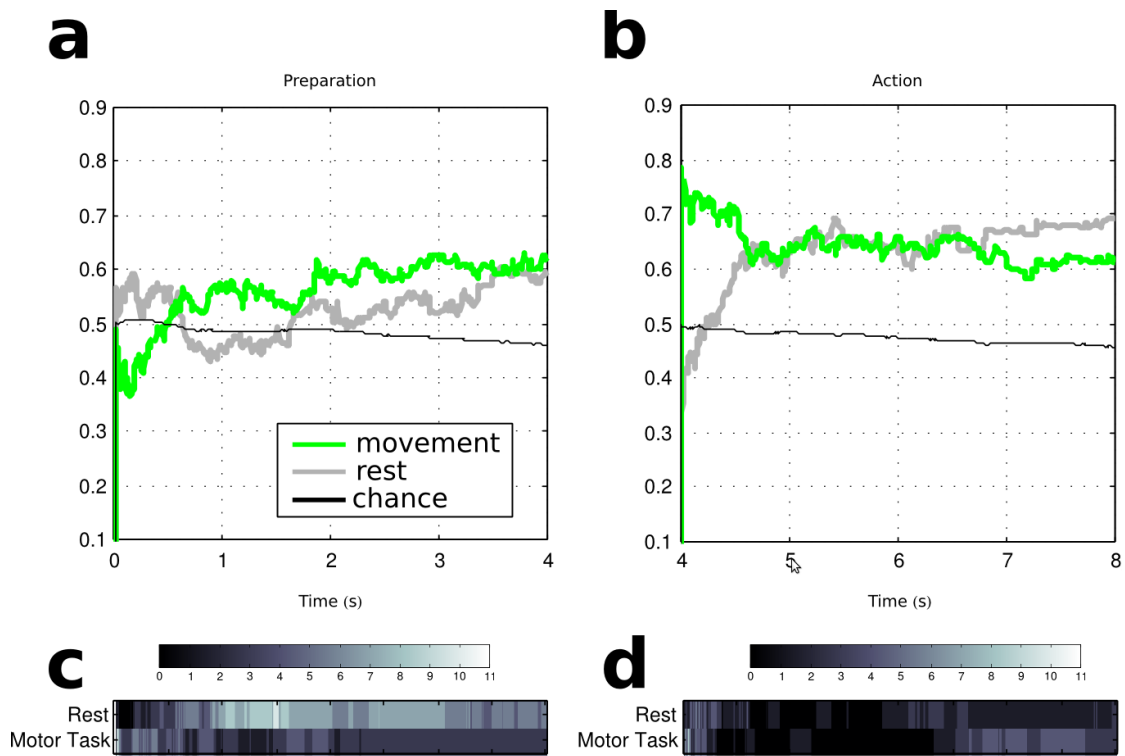 a
Preparation
0.9
0.8
0.7
0.6
0.5
0.4
0.3
0.2
0.1
movement
rest
chance
0 1 2 3 4
Time (s)
b
Action
0.9
0.8
0.7
0.6
0.5
0.4
0.3
0.2
0.1
4 5 6 7 8
Time (s)
c
0 1 2 3 4 5 6 7 8 9 10 11
Rest
Motor Task
d
0 1 2 3 4 5 6 7 8 9 10 11
Rest
Motor Task